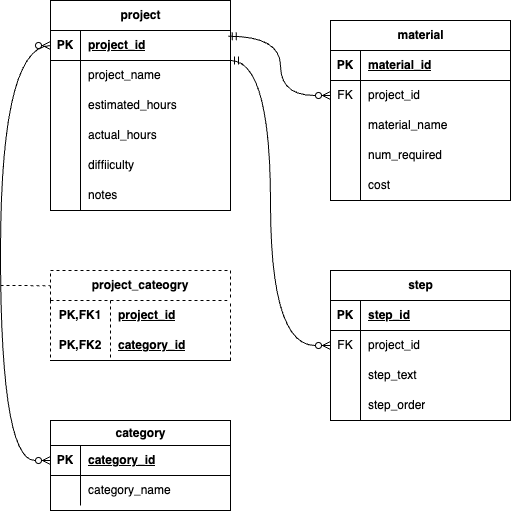 project
PK project_id
project_name
estimated_hours
actual_hours
diffiiculty
notes
material
PK material_id
FK project_id
material_name
num_required
cost
project_cateogry
PK,FK1 project_id
PK,FK2 category_id
step
PK step_id
FK project_id
step_text
step_order
category
PK category_id
category_name